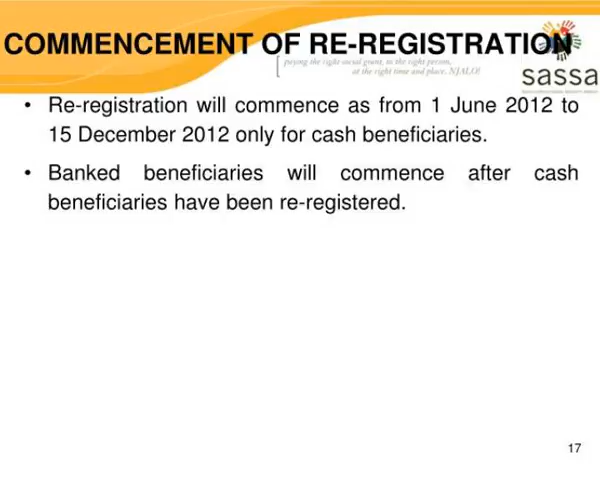 COMMENCEMENT OF RE-REGISTRATION
paying the right social grant, to the right person,
at the right time and place. NJALO!
sassa
• Re-registration will commence as from 1 June 2012 to
15 December 2012 only for cash beneficiaries.
• Banked beneficiaries will commence after cash
beneficiaries have been re-registered.
17